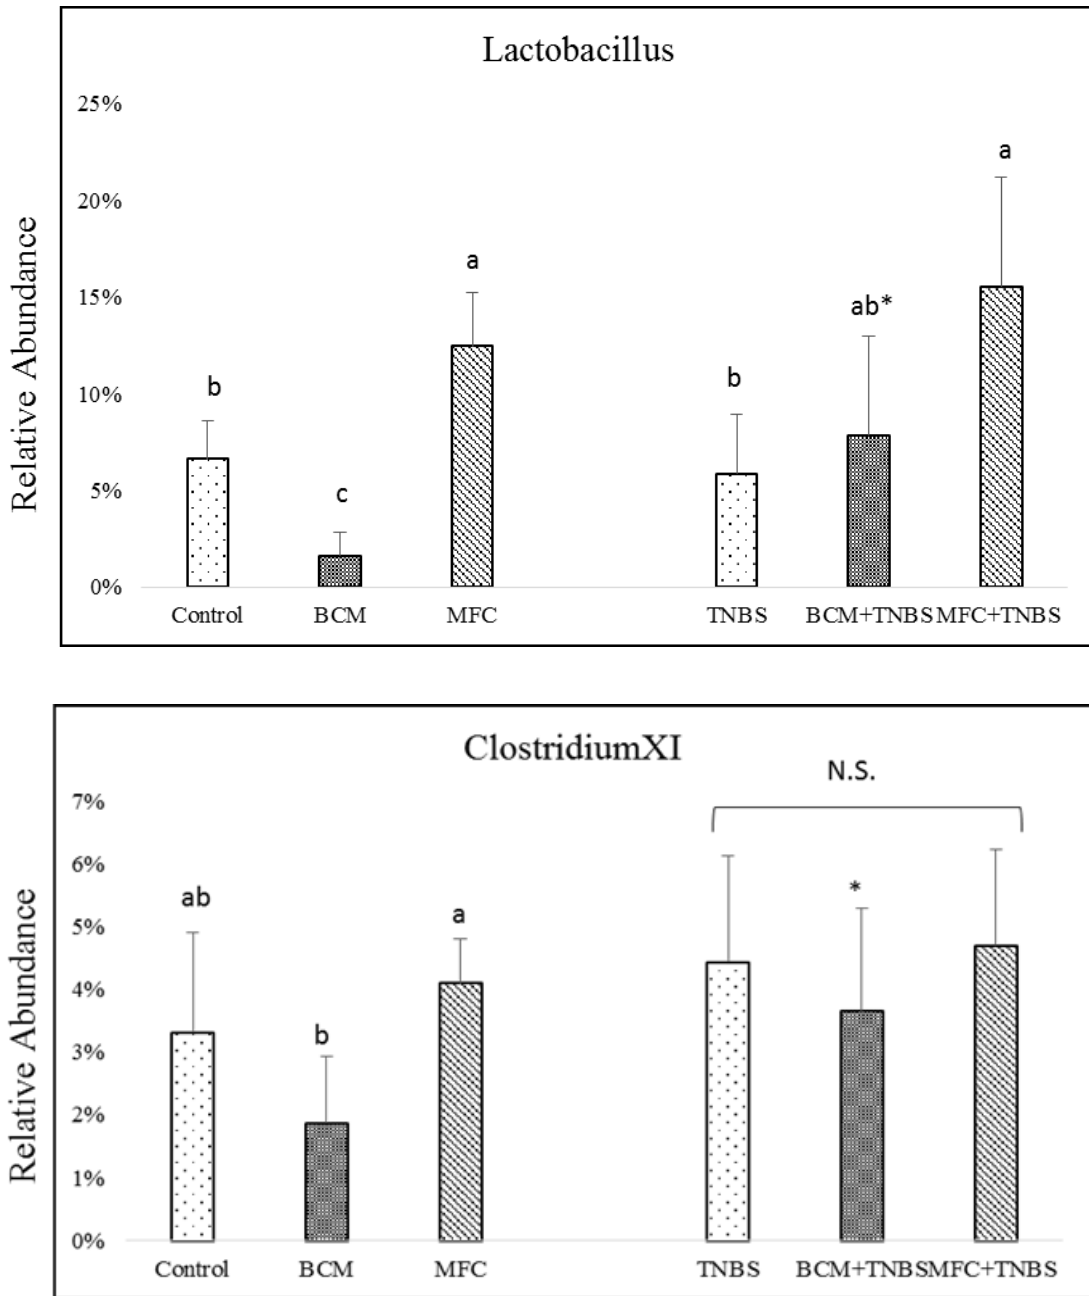 Lactobacillus
Relative Abundance
25%
20%
15%
10%
5%
0%
b
c
a
b
ab*
a
Control BCM MFC TNBS BCM+TNBS MFC+TNBS
ClostridiumXI
N.S.
Relative Abundance
7%
6%
5%
4%
3%
2%
1%
0%
ab
b
a
*
Control BCM MFC TNBS BCM+TNBS MFC+TNBS